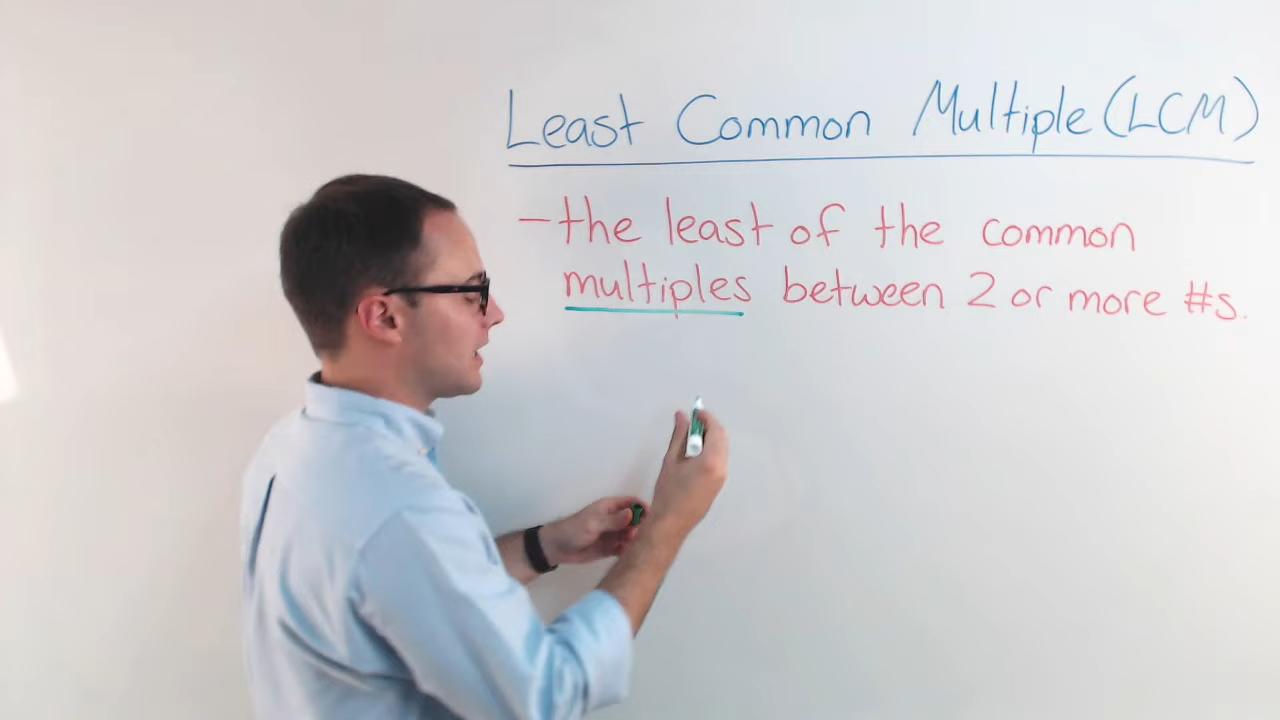 Least Common Multiple (LCM)
- the least of the common
multiples between 2 or more #s.